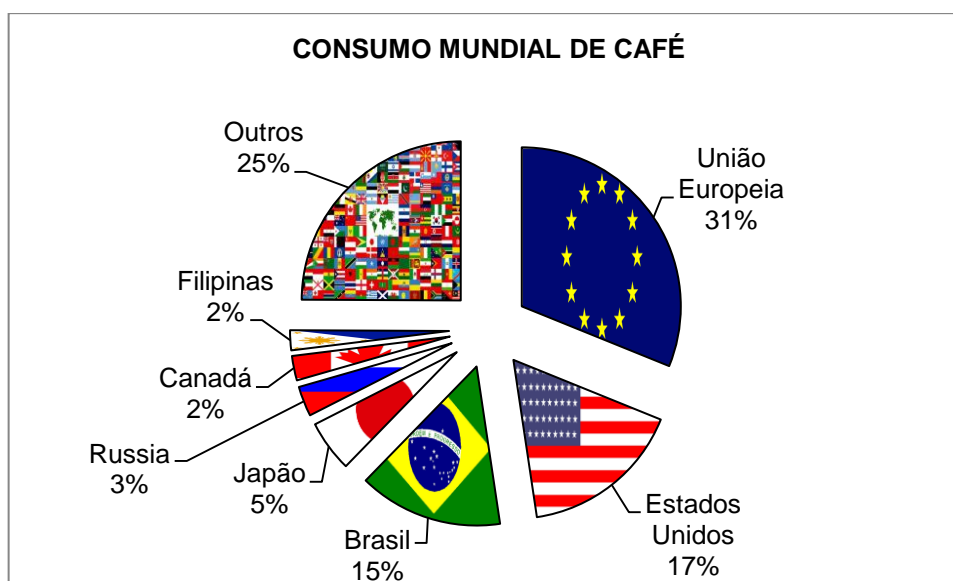 CONSUMO MUNDIAL DE CAFÉ
Outros
25%
União
Europeia
31%
Filipinas
2%
Canadá
2%
Russia
3%
Japão
5%
Brasil
15%
Estados
Unidos
17%